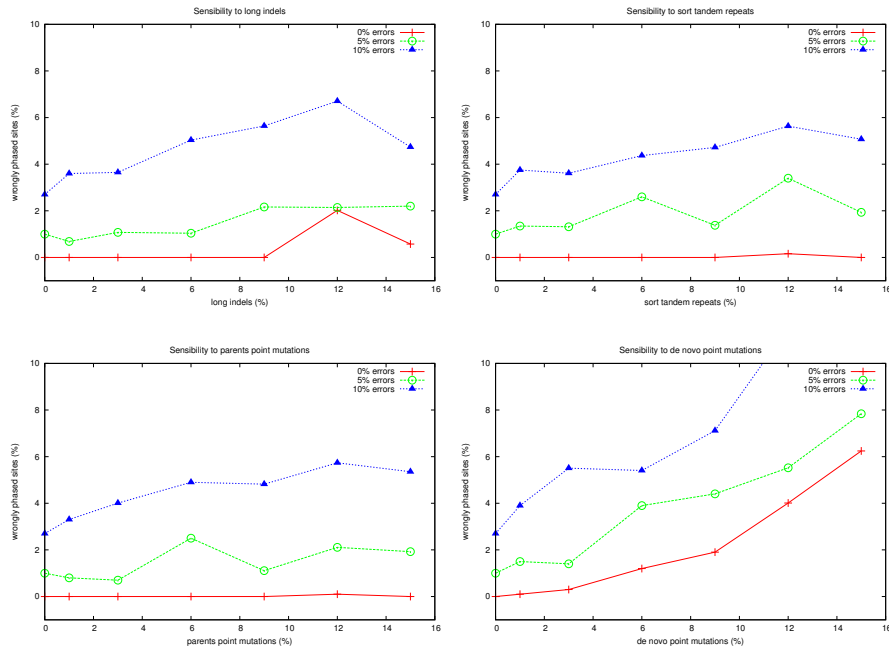 Sensibility to long indels
0% errors
5% errors
10% errors
wrongly phased sites (%)
10
8
6
4
2
0
0 2 4 6 8 10 12 14 16
long indels (%)
Sensibility to sort tandem repeats
0% errors
5% errors
10% errors
wrongly phased sites (%)
10
8
6
4
2
0
0 2 4 6 8 10 12 14 16
sort tandem repeats (%)
Sensibility to parents point mutations
0% errors
5% errors
10% errors
wrongly phased sites (%)
10
8
6
4
2
0
0 2 4 6 8 10 12 14 16
parents point mutations (%)
Sensibility to de novo point mutations
0% errors
5% errors
10% errors
wrongly phased sites (%)
10
8
6
4
2
0
0 2 4 6 8 10 12 14 16
de novo point mutations (%)